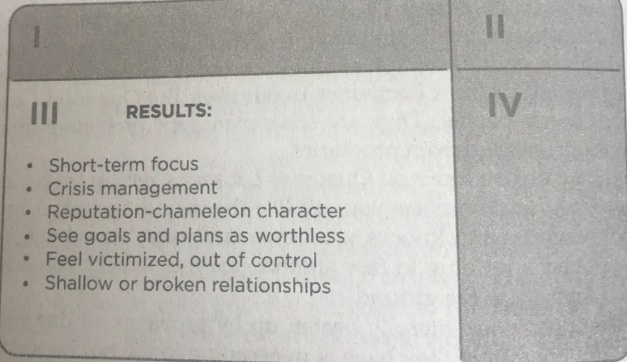 I
II
III RESULTS:
IV
• Short-term focus
• Crisis management
• Reputation-chameleon character
• See goals and plans as worthless
• Feel victimized, out of control
• Shallow or broken relationships